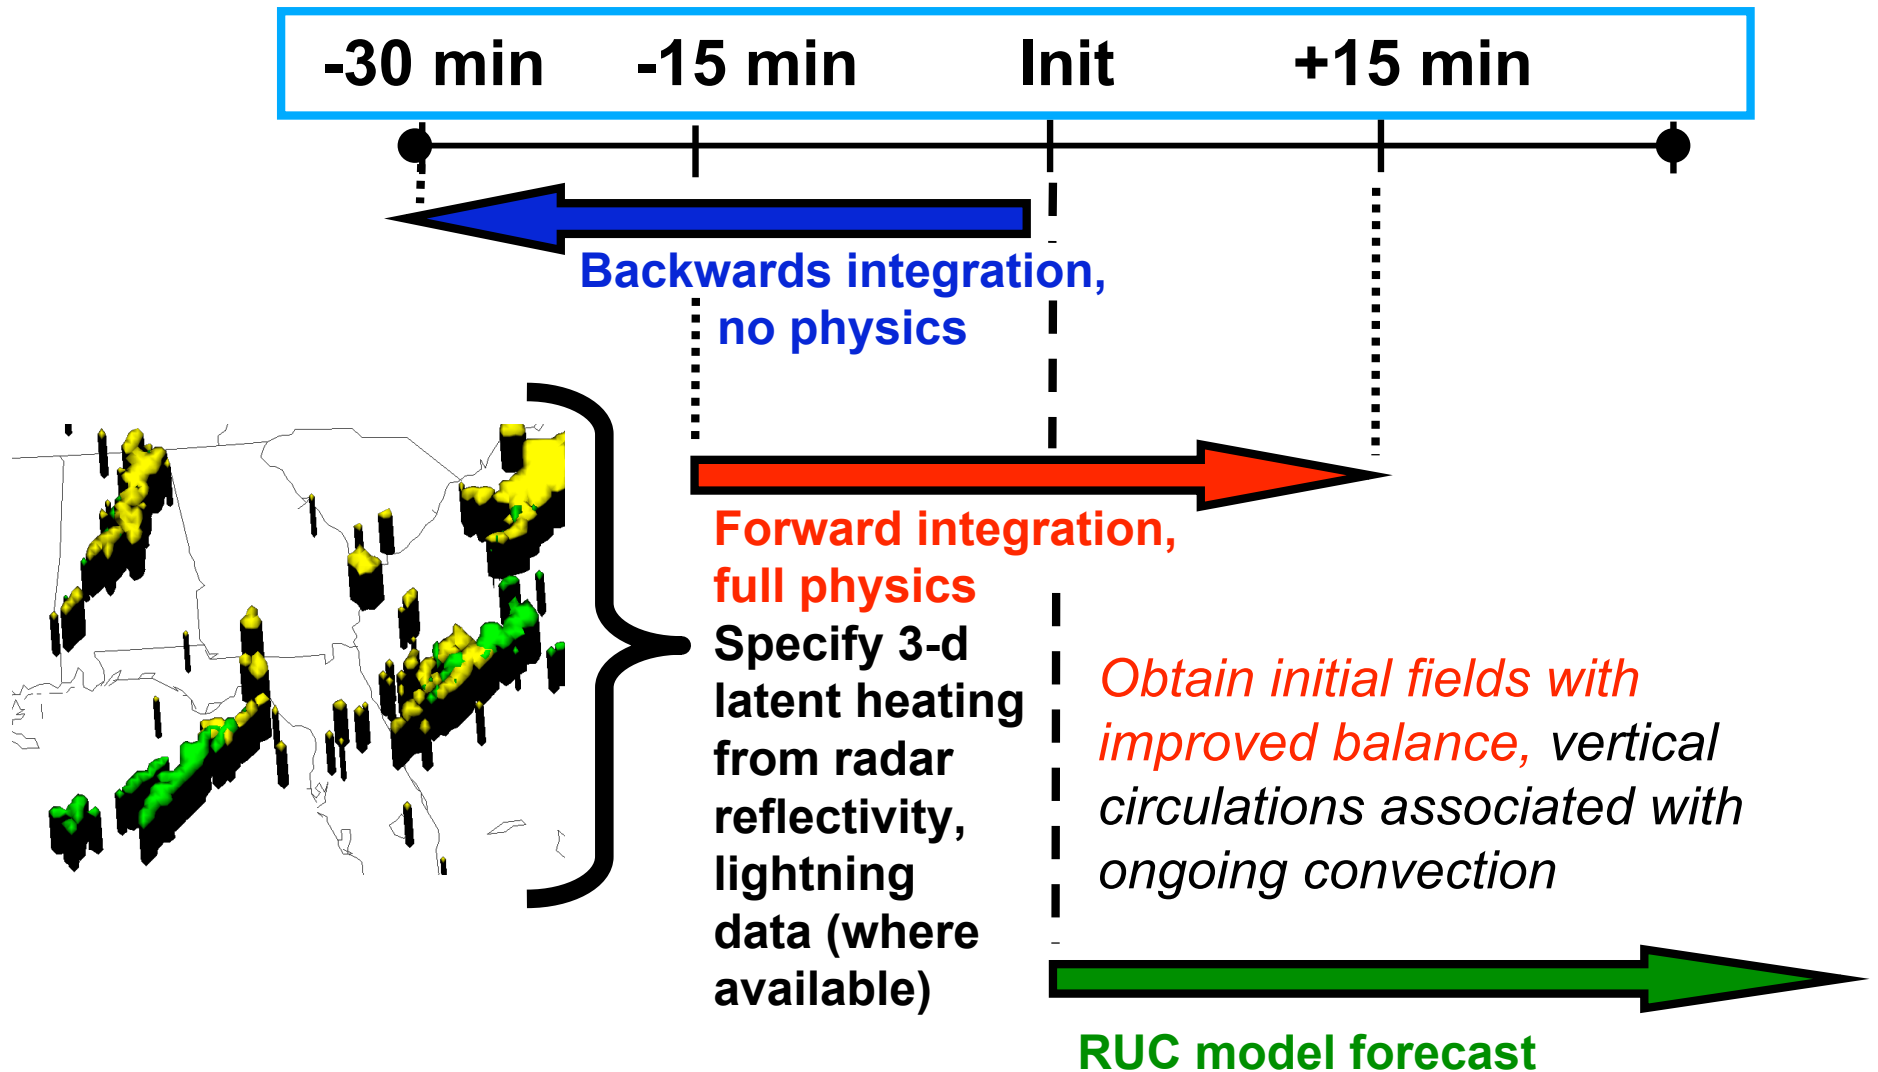 -30 min -15 min Init +15 min
Backwards integration,
no physics
Forward integration,
full physics
Specify 3-d
latent heating
from radar
reflectivity,
lightning
data (where
available)
Obtain initial fields with
improved balance, vertical
circulations associated with
ongoing convection
RUC model forecast